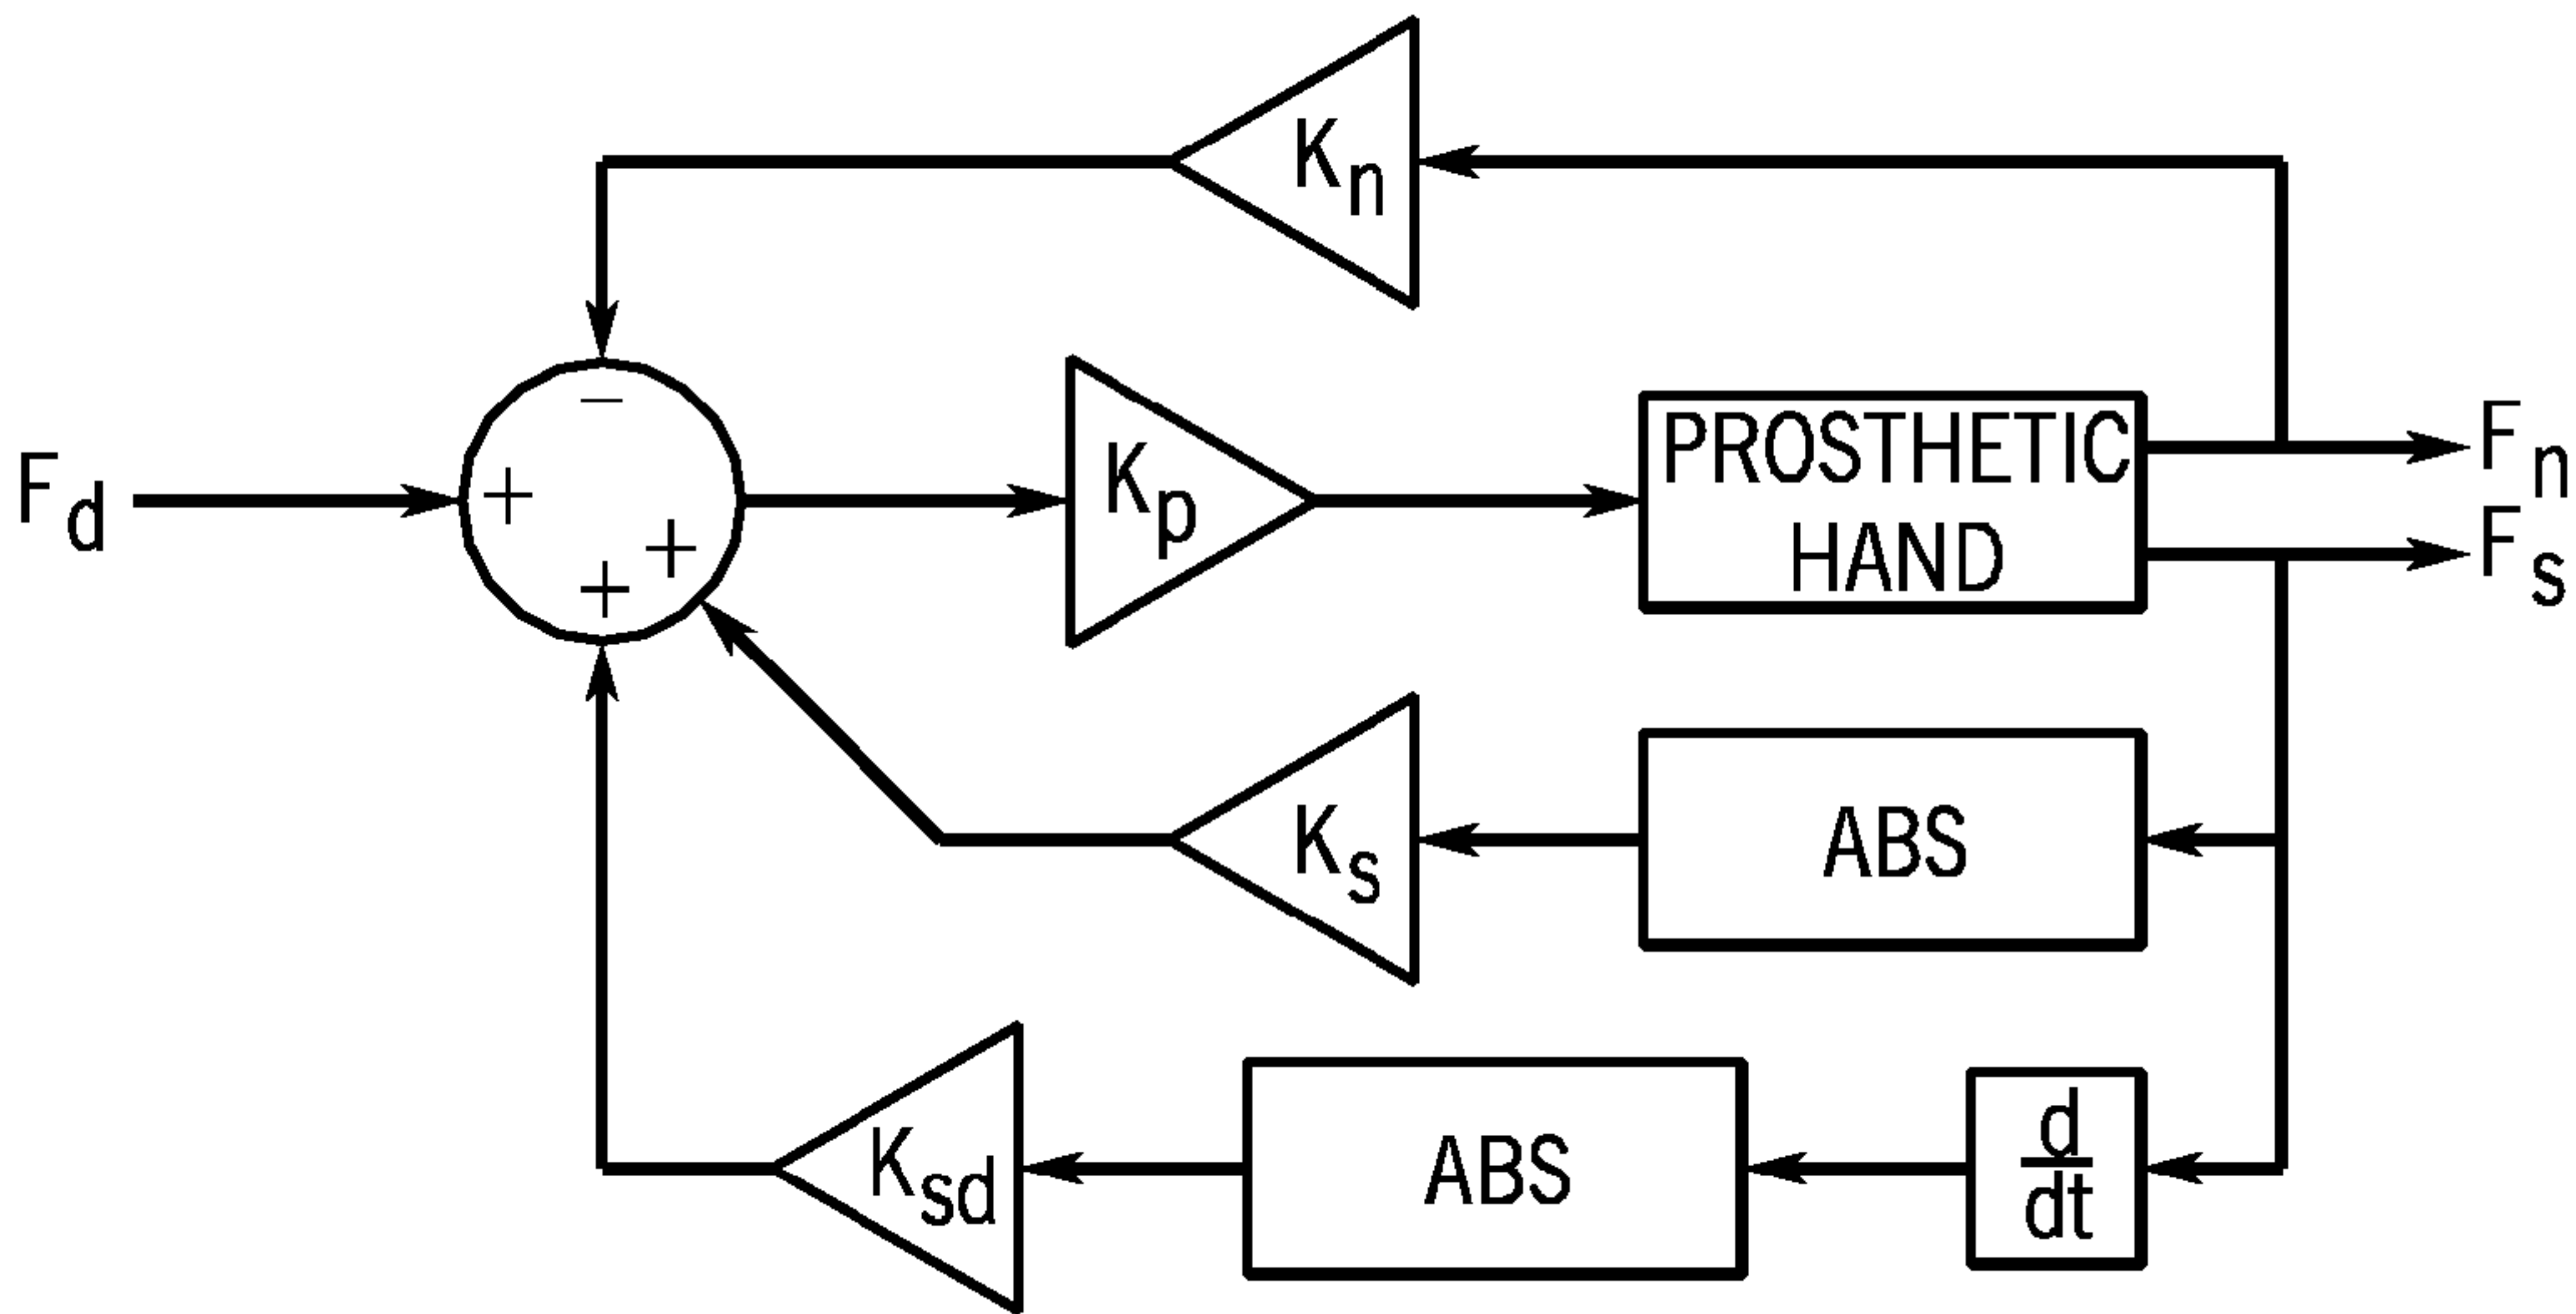 Kn
−
Fd
+
+
+
Kp
PROSTHETIC
HAND
Fn
Fs
Ks
ABS
Ksd
ABS
d
dt